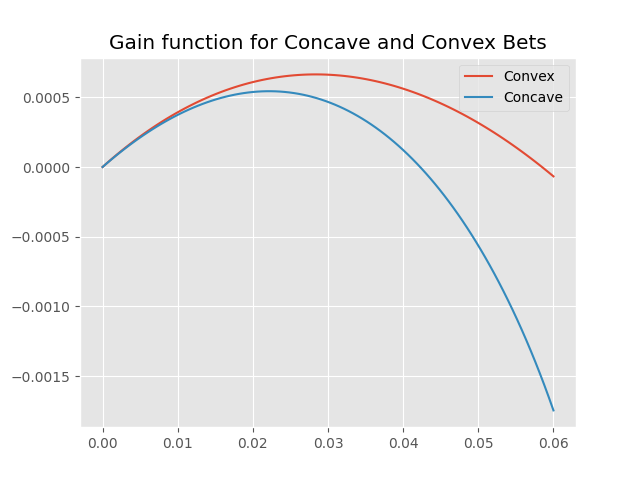 Gain function for Concave and Convex Bets
Convex
Concave
0.0005
0.0000
−0.0005
−0.0010
−0.0015
0.00 0.01 0.02 0.03 0.04 0.05 0.06